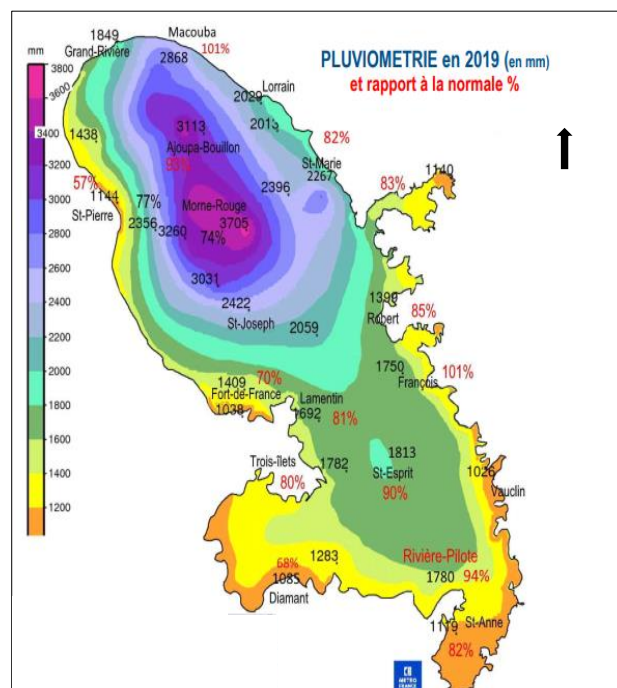 PLUVIOMETRIE en 2019 (en mm)
et rapport à la normale %
mm
3800
3600
3400
3200
3000
2800
2600
2400
2200
2000
1800
1600
1400
1200
1849
Macouba
Grand-Rivière
101%
2868
Lorrain
2029
1438
3113
Ajoupa-Bouillon
93%
82%
St-Marie
2267
2396
1140
83%
57%
1144
St-Pierre
77%
Morne-Rouge
2356
3260
3705
74%
3031
2422
St-Joseph
2059
Robert
85%
1750
François
101%
70%
1409
Fort-de-France
1038
Lamentin
1692
81%
1813
Trois-îlets
1782
St-Esprit
80%
90%
1026
Vauclin
Rivière-Pilote
68%
1283
1085
Diamant
1780
94%
St-Anne
1119
82%
METEO
FRANCE